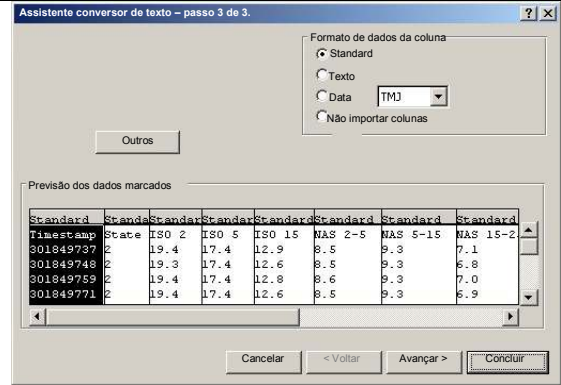 Assistente conversor de texto – passo 3 de 3.
Formato de dados da coluna
Standard
Texto
Data TMJ
Não importar colunas
Outros
Previsão dos dados marcados
Standard Standa Standar Standar Standard Standard Standard Standard
Timestamp State ISO 2 ISO 5 ISO 15 NAS 2-5 NAS 5-15 NAS 15-2
301849737 2 19.4 17.4 12.9 8.5 9.3 7.1
301849748 2 19.3 17.4 12.6 8.5 9.3 6.8
301849759 2 19.4 17.4 12.8 8.6 9.3 7.0
301849771 2 19.4 17.4 12.6 8.5 9.3 6.9
Cancelar < Voltar Avançar > Concluir